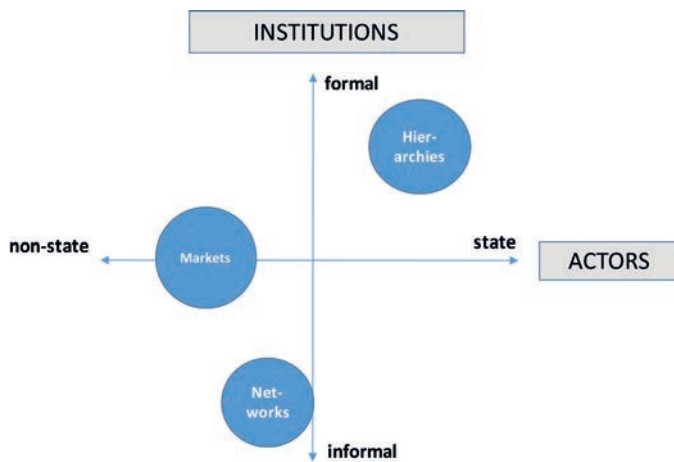 INSTITUTIONS
formal
Hier-
archies
non-state
Markets
state
ACTORS
Net-
works
informal